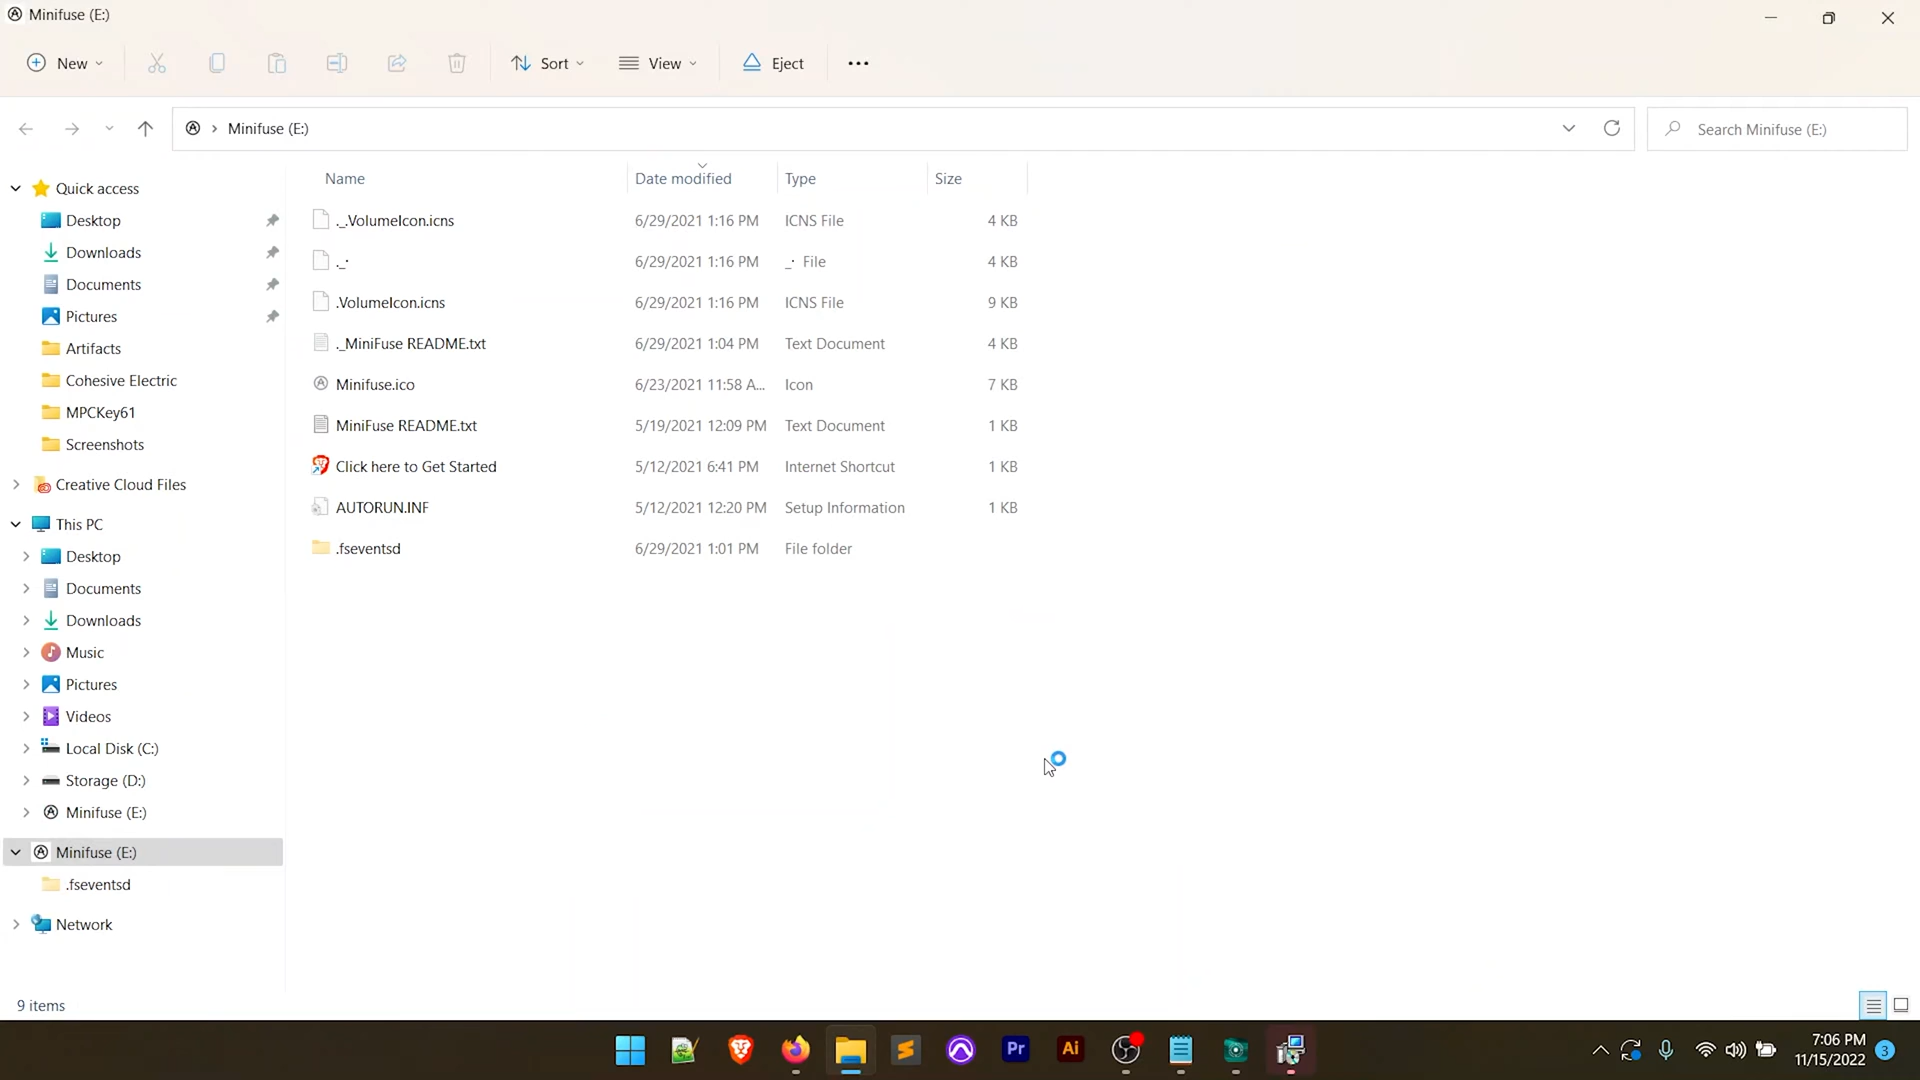 Minifuse (E:)
New
Sort
View
Eject
Minifuse (E:)
Search Minifuse (E:)
Name Date modified Type Size
._.VolumeIcon.icns 6/29/2021 1:16 PM ICNS File 4 KB
._. 6/29/2021 1:16 PM _. File 4 KB
.VolumeIcon.icns 6/29/2021 1:16 PM ICNS File 9 KB
._MiniFuse README.txt 6/29/2021 1:04 PM Text Document 4 KB
Minifuse.ico 6/23/2021 11:58 A... Icon 7 KB
MiniFuse README.txt 5/19/2021 12:09 PM Text Document 1 KB
Click here to Get Started 5/12/2021 6:41 PM Internet Shortcut 1 KB
AUTORUN.INF 5/12/2021 12:20 PM Setup Information 1 KB
.fseventsd 6/29/2021 1:01 PM File folder
Quick access
Desktop
Downloads
Documents
Pictures
Artifacts
Cohesive Electric
MPCKey61
Screenshots
Creative Cloud Files
This PC
Desktop
Documents
Downloads
Music
Pictures
Videos
Local Disk (C:)
Storage (D:)
Minifuse (E:)
Minifuse (E:)
.fseventsd
Network
9 items
Pr
Ai
7:06 PM
11/15/2022
3